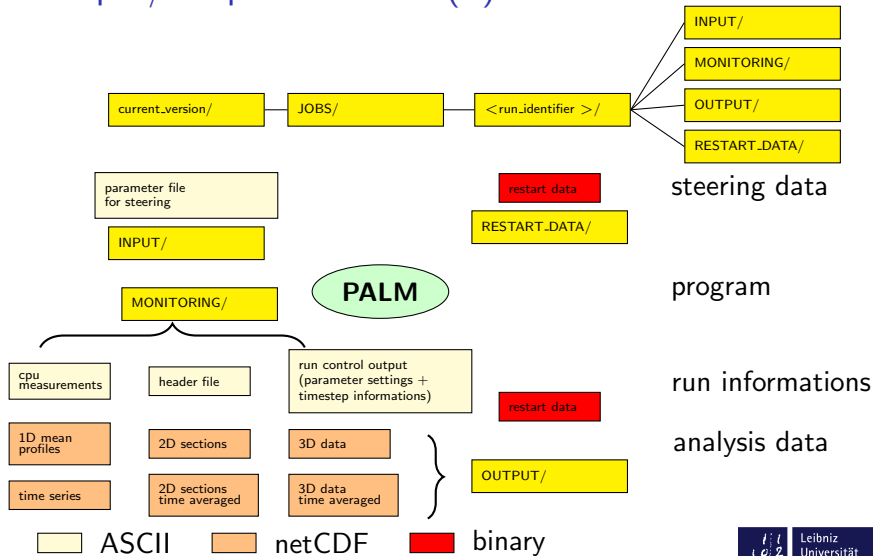 INPUT/
MONITORING/
current_version/
JOBS/
<run_identifier >/
OUTPUT/
RESTART_DATA/
parameter file
for steering
restart data
steering data
INPUT/
RESTART_DATA/
MONITORING/
PALM
program
cpu
measurements
header file
run control output
(parameter settings +
timestep informations)
restart data
run informations
1D mean
profiles
2D sections
3D data
analysis data
time series
2D sections
time averaged
3D data
time averaged
OUTPUT/
ASCII
netCDF
binary
Leibniz
Universität